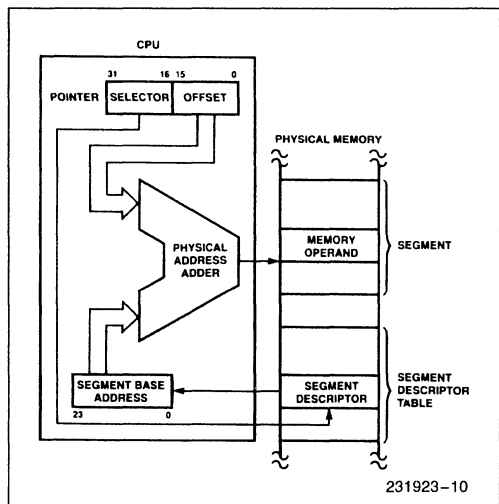 CPU
31 16 15 0
POINTER SELECTOR OFFSET
PHYSICAL MEMORY
PHYSICAL
ADDRESS
ADDER
MEMORY
OPERAND
SEGMENT
SEGMENT BASE
ADDRESS
23 0
SEGMENT
DESCRIPTOR
SEGMENT
DESCRIPTOR
TABLE
231923–10